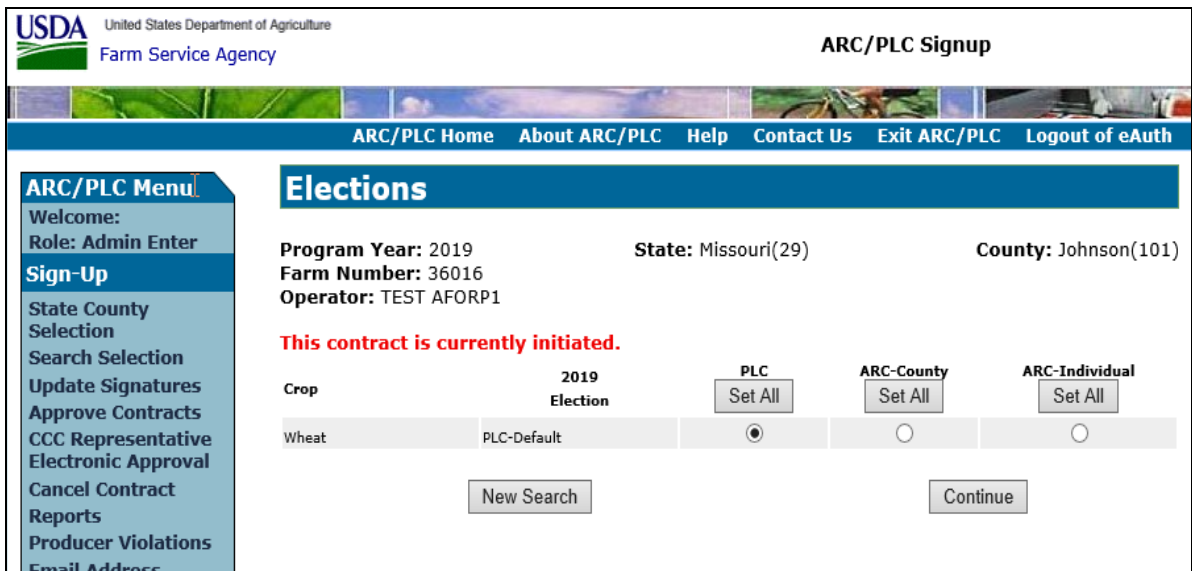 USDA United States Department of Agriculture
Farm Service Agency
ARC/PLC Signup
ARC/PLC Home About ARC/PLC Help Contact Us Exit ARC/PLC Logout of eAuth
ARC/PLC Menu
Welcome:
Role: Admin Enter
Sign-Up
State County
Selection
Search Selection
Update Signatures
Approve Contracts
CCC Representative
Electronic Approval
Cancel Contract
Reports
Producer Violations
Email Address
Elections
Program Year: 2019 State: Missouri(29) County: Johnson(101)
Farm Number: 36016
Operator: TEST AFORP1
This contract is currently initiated.
Crop 2019 Election PLC Set All ARC-County Set All ARC-Individual Set All
Wheat PLC-Default
New Search Continue